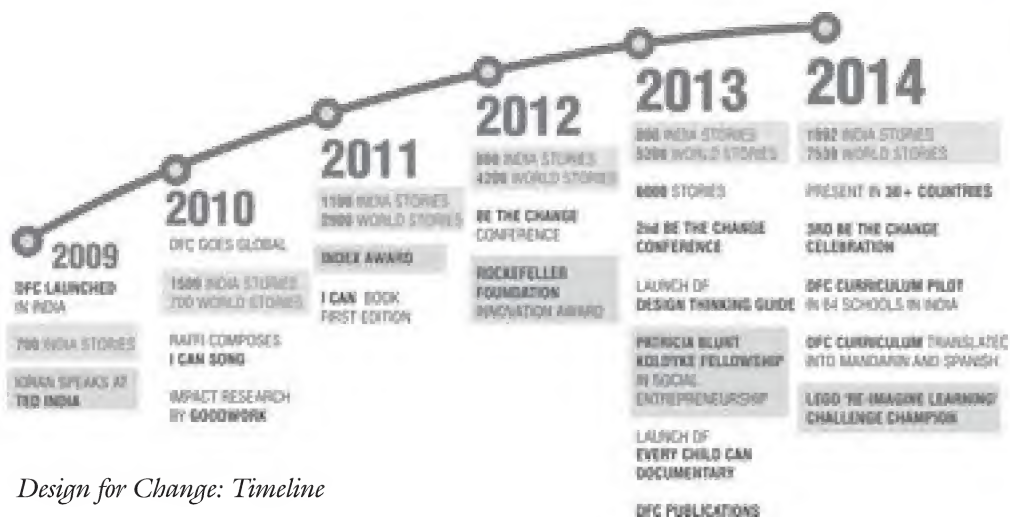 2009
DFC LAUNCHED
IN INDIA
700 INDIA STORIES
KIRAN SPEAKS AT
TED INDIA
2010
DFC GOES GLOBAL
1500 INDIA STORIES
700 WORLD STORIES
RAFFI COMPOSES
I CAN SONG
IMPACT RESEARCH
BY GOODWORK
2011
1100 INDIA STORIES
WORLD STORIES
INDEX AWARD
I CAN BOOK
FIRST EDITION
2012
INDIA STORIES
4200 WORLD STORIES
BE THE CHANGE
CONFERENCE
ROCKEFELLER
FOUNDATION
INNOVATION AWARD
2013
INDIA STORIES
WORLD STORIES
STORIES
2nd BE THE CHANGE
CONFERENCE
LAUNCH OF
DESIGN THINKING GUIDE
PATRICIA BLUNT
KOLDYKE FELLOWSHIP
IN SOCIAL
ENTREPRENEURSHIP
LAUNCH OF
EVERY CHILD CAN
DOCUMENTARY
DFC PUBLICATIONS
2014
INDIA STORIES
WORLD STORIES
PRESENT IN 30+ COUNTRIES
3RD BE THE CHANGE
CELEBRATION
DFC CURRICULUM PILOT
IN 64 SCHOOLS IN INDIA
DFC CURRICULUM TRANSLATED
INTO MANDARIN AND SPANISH
LEGO 'RE-IMAGINE LEARNING'
CHALLENGE CHAMPION
Design for Change: Timeline